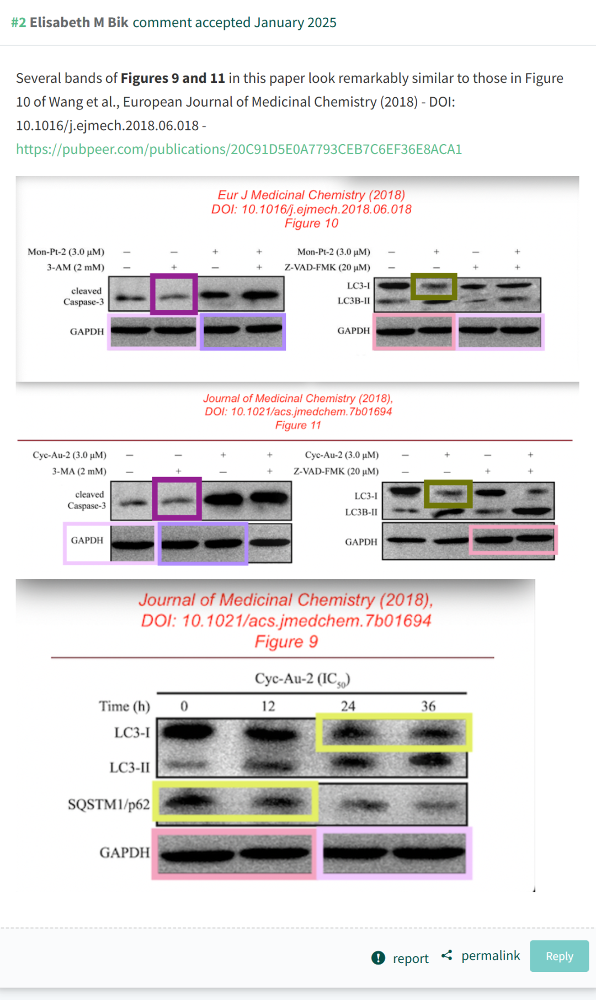 #2 Elisabeth M Bik comment accepted January 2025
Several bands of Figures 9 and 11 in this paper look remarkably similar to those in Figure
10 of Wang et al., European Journal of Medicinal Chemistry (2018) - DOI:
10.1016/j.ejmech.2018.06.018 -
https://pubpeer.com/publications/20C91D5E0A7793CEB7C6EF36E8ACA1
Eur J Medicinal Chemistry (2018)
DOI: 10.1016/j.ejmech.2018.06.018
Figure 10
Mon-Pt-2 (3.0 μM) − − + +
3-AM (2 mM) − + − +
cleaved
Caspase-3
GAPDH
Mon-Pt-2 (3.0 μM) − + − +
Z-VAD-FMK (20 μM) − − + +
LC3-I
LC3B-II
GAPDH
Journal of Medicinal Chemistry (2018),
DOI: 10.1021/acs.jmedchem.7b01694
Figure 11
Cyc-Au-2 (3.0 μM) − − + +
3-MA (2 mM) − + − +
cleaved
Caspase-3
GAPDH
Cyc-Au-2 (3.0 μM) − + − +
Z-VAD-FMK (20 μM) − − + +
LC3-I
LC3B-II
GAPDH
Journal of Medicinal Chemistry (2018),
DOI: 10.1021/acs.jmedchem.7b01694
Figure 9
Cyc-Au-2 (IC50)
Time (h) 0 12 24 36
LC3-I
LC3-II
SQSTM1/p62
GAPDH
report permalink Reply